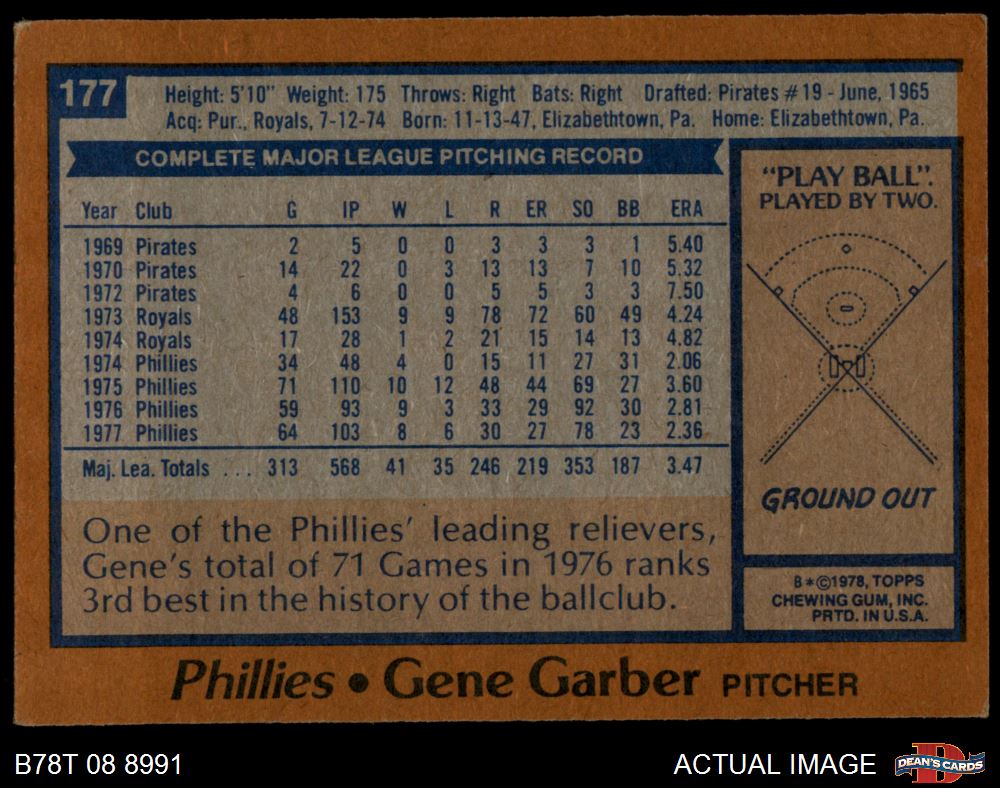 177
Height: 5'10" Weight: 175 Throws: Right Bats: Right Drafted: Pirates #19 - June, 1965
Acq: Pur., Royals, 7-12-74 Born: 11-13-47, Elizabethtown, Pa. Home: Elizabethtown, Pa.
COMPLETE MAJOR LEAGUE PITCHING RECORD
Year Club G IP W L R ER SO BB ERA
1969 Pirates 2 5 0 0 3 3 3 1 5.40
1970 Pirates 14 22 0 3 13 13 7 10 5.32
1972 Pirates 4 6 0 0 5 5 3 3 7.50
1973 Royals 48 153 9 9 78 72 60 49 4.24
1974 Royals 17 28 1 2 21 15 14 13 4.82
1974 Phillies 34 48 4 0 15 11 27 31 2.06
1975 Phillies 71 110 10 12 48 44 69 27 3.60
1976 Phillies 59 93 9 3 33 29 92 30 2.81
1977 Phillies 64 103 8 6 30 27 78 23 2.36
Maj. Lea. Totals ... 313 568 41 35 246 219 353 187 3.47
One of the Phillies' leading relievers,
Gene's total of 71 Games in 1976 ranks
3rd best in the history of the ballclub.
"PLAY BALL".
PLAYED BY TWO.
GROUND OUT
B*©1978, TOPPS
CHEWING GUM, INC.
PRTD. IN U.S.A.
Phillies • Gene Garber PITCHER
B78T 08 8991
ACTUAL IMAGE
D
DEAN'S CARDS